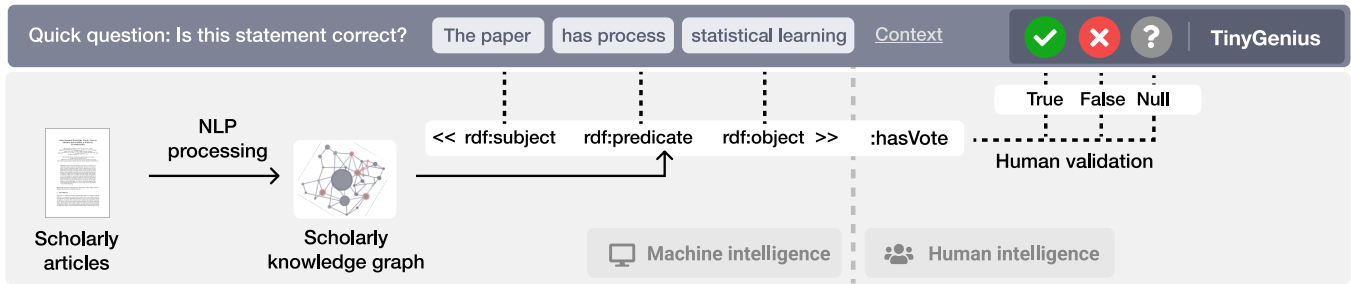 Quick question: Is this statement correct? The paper has process statistical learning Context TinyGenius
True False Null
NLP
processing
<< rdf:subject rdf:predicate rdf:object >> :hasVote
Human validation
Scholarly
articles
Scholarly
knowledge graph
Machine intelligence
Human intelligence